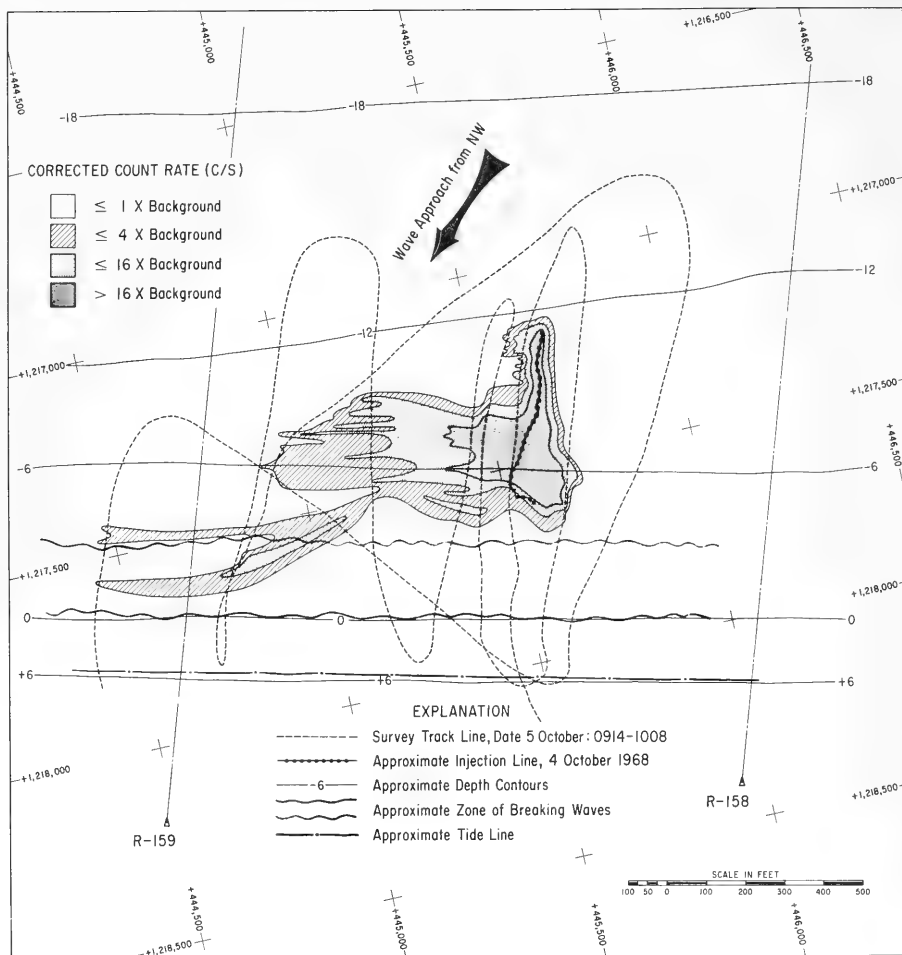 +1,216,500
+445,000
+445,500
+446,000
+446,500
+444,500
-18
-18
-18
Wave Approach from NW
CORRECTED COUNT RATE (C/S)
≤ 1 X Background
≤ 4 X Background
≤ 16 X Background
> 16 X Background
+1,217,000
-12
-12
+1,217,000
+1,217,500
+446,500
-6
-6
+1,217,500
+1,218,000
0
0
0
+6
+6
+6
EXPLANATION
Survey Track Line, Date 5 October: 0914-1008
Approximate Injection Line, 4 October 1968
-6 Approximate Depth Contours
Approximate Zone of Breaking Waves
Approximate Tide Line
+1,218,000
R-159
R-158
+1,218,500
SCALE IN FEET
100 50 0 100 200 300 400 500
+444,500
+445,000
+445,500
+446,000
+1,218,500